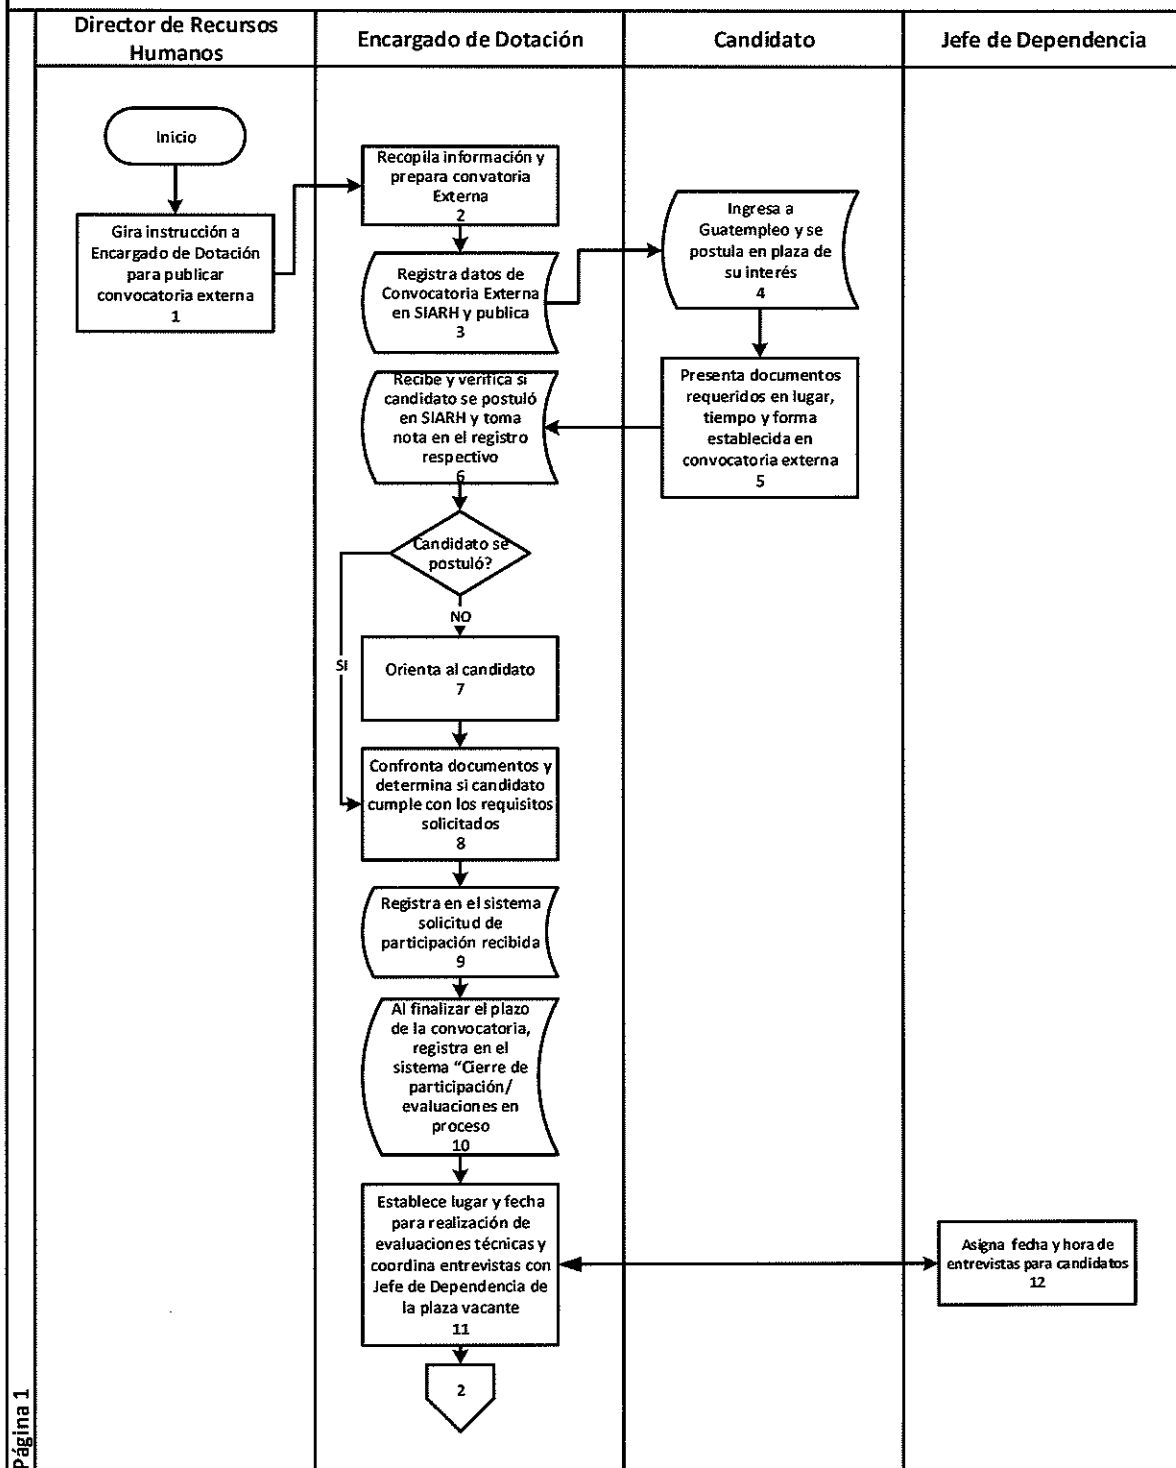 Director de Recursos
Humanos
Encargado de Dotación
Candidato
Jefe de Dependencia
Inicio
Gira instrucción a
Encargado de Dotación
para publicar
convocatoria externa
1
Recopila información y
prepara convatoria
Externa
2
Registra datos de
Convocatoria Externa
en SIARH y publica
3
Ingresa a
Guatempleo y se
postula en plaza de
su interés
4
Presenta documentos
requeridos en lugar,
tiempo y forma
establecida en
convocatoria externa
5
Recibe y verifica si
candidato se postuló
en SIARH y toma
nota en el registro
respectivo
6
Candidato se
postuló?
NO
SI
Orienta al candidato
7
Confronta documentos y
determina si candidato
cumple con los requisitos
solicitados
8
Registra en el sistema
solicitud de
participación recibida
9
Al finalizar el plazo
de la convocatoria,
registra en el
sistema “Cierre de
participación/
evaluaciones en
proceso
10
Establece lugar y fecha
para realización de
evaluaciones técnicas y
coordina entrevistas con
Jefe de Dependencia de
la plaza vacante
11
Asigna fecha y hora de
entrevistas para candidatos
12
2
Página 1